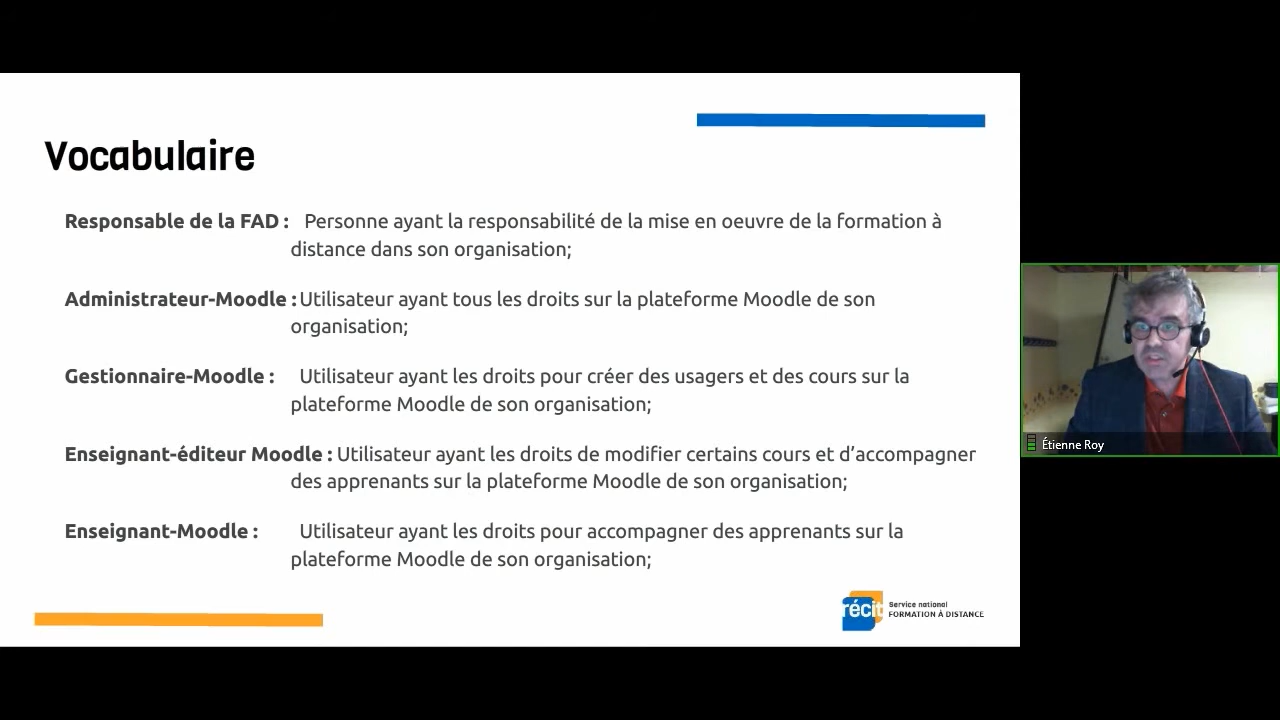 Vocabulaire
Responsable de la FAD : Personne ayant la responsabilité de la mise en oeuvre de la formation à
distance dans son organisation;
Administrateur-Moodle : Utilisateur ayant tous les droits sur la plateforme Moodle de son
organisation;
Gestionnaire-Moodle : Utilisateur ayant les droits pour créer des usagers et des cours sur la
plateforme Moodle de son organisation;
Enseignant-éditeur Moodle : Utilisateur ayant les droits de modifier certains cours et d’accompagner
des apprenants sur la plateforme Moodle de son organisation;
Enseignant-Moodle : Utilisateur ayant les droits pour accompagner des apprenants sur la
plateforme Moodle de son organisation;
récit
Service national
FORMATION À DISTANCE
Étienne Roy